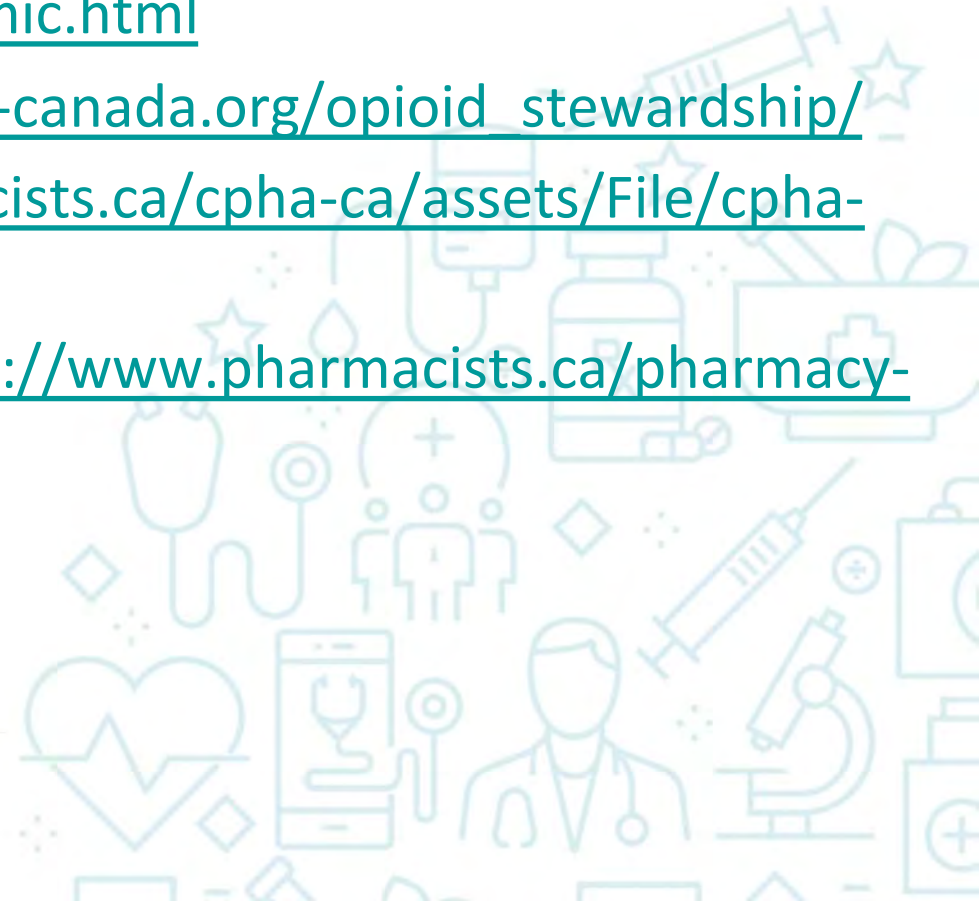 nic.html
-canada.org/opioid_stewardship/
cists.ca/cpha-ca/assets/File/cpha-
://www.pharmacists.ca/pharmacy-